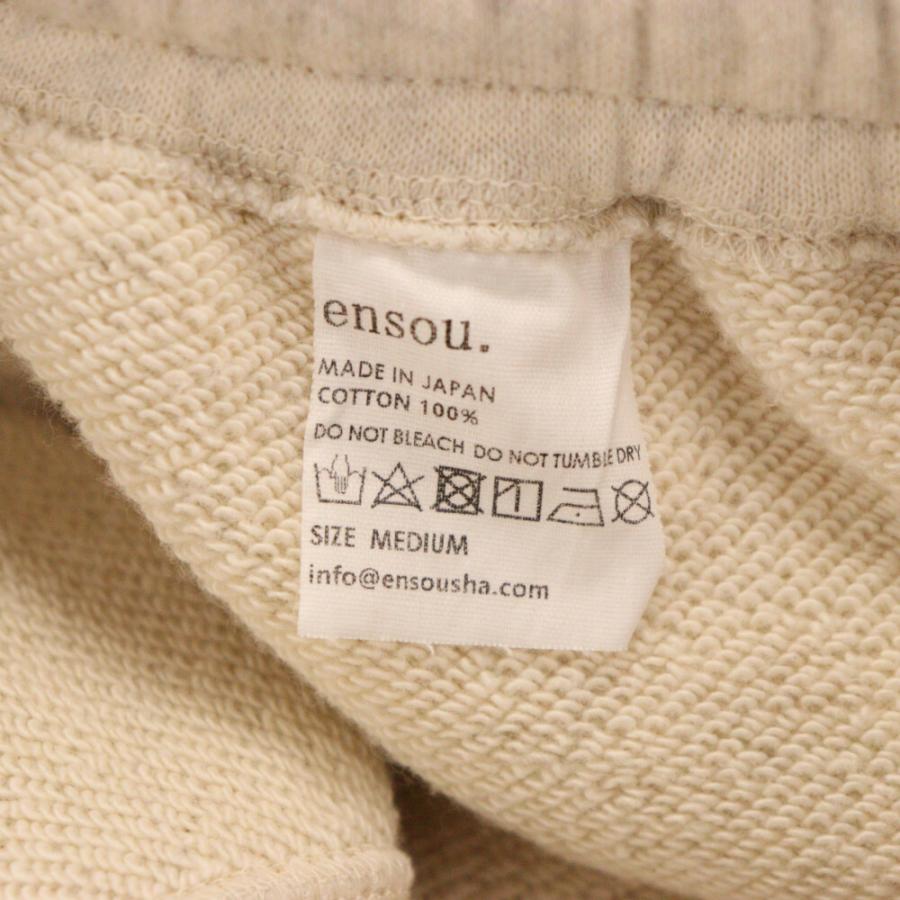 ensou.
MADE IN JAPAN
COTTON 100%
DO NOT BLEACH DO NOT TUMBLE DRY
SIZE MEDIUM
info@ensousha.com